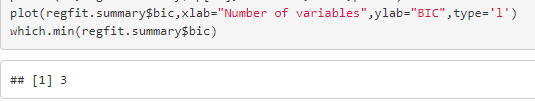 plot(regfit.summary$bic,xlab="Number of variables",ylab="BIC",type='l')
which.min(regfit.summary$bic)
## [1] 3